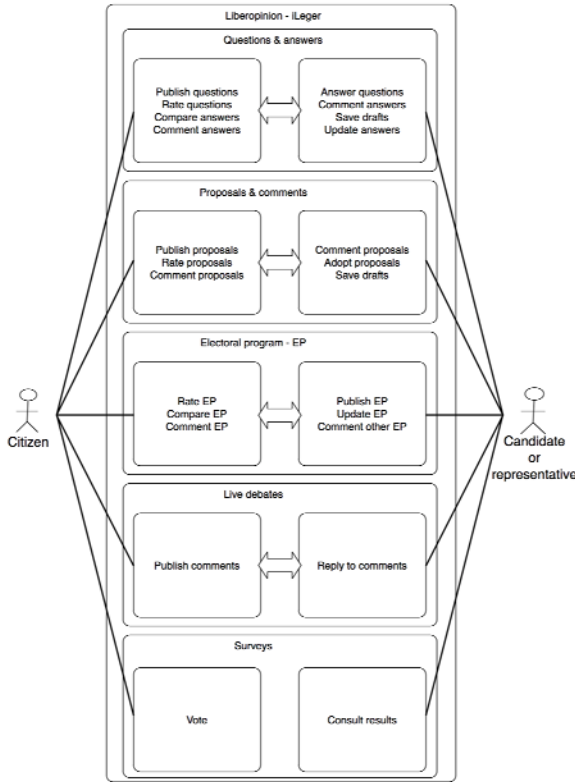 Liberopinion - iLeger
Questions & answers
Publish questions
Rate questions
Compare answers
Comment answers
Answer questions
Comment answers
Save drafts
Update answers
Proposals & comments
Publish proposals
Rate proposals
Comment proposals
Comment proposals
Adopt proposals
Save drafts
Electoral program - EP
Rate EP
Compare EP
Comment EP
Publish EP
Update EP
Comment other EP
Citizen
Candidate
or
representative
Live debates
Publish comments
Reply to comments
Surveys
Vote
Consult results